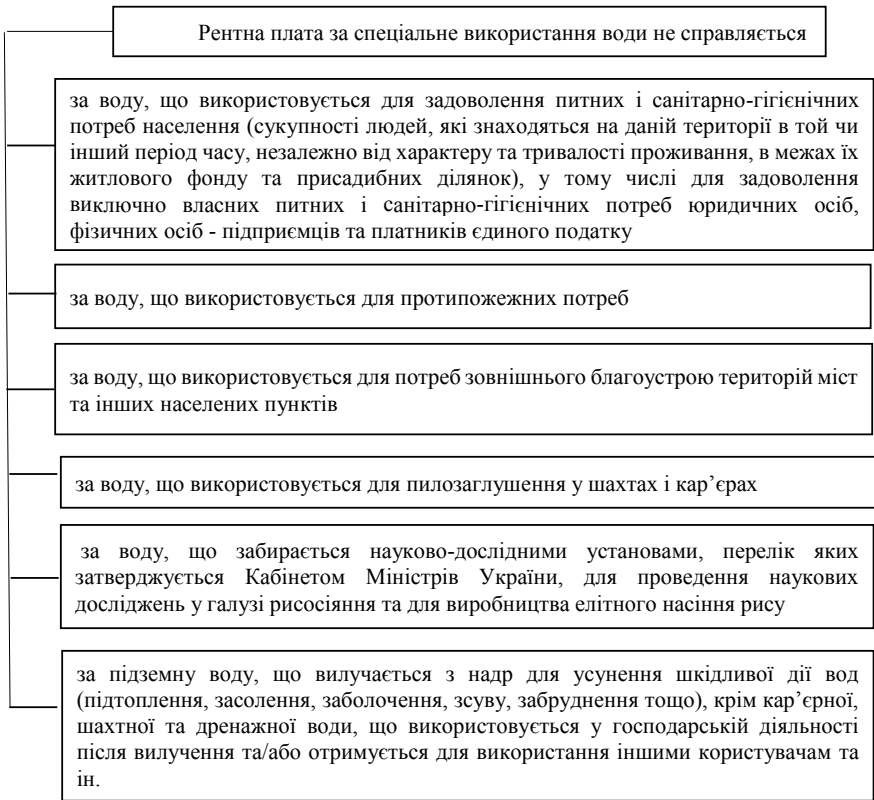 Рентна плата за спеціальне використання води не справляється
за воду, що використовується для задоволення питних і санітарно-гігієнічних
потреб населення (сукупності людей, які знаходяться на даній території в той чи
інший період часу, незалежно від характеру та тривалості проживання, в межах їх
житлового фонду та присадибних ділянок), у тому числі для задоволення
виключно власних питних і санітарно-гігієнічних потреб юридичних осіб,
фізичних осіб - підприємців та платників єдиного податку
за воду, що використовується для протипожежних потреб
за воду, що використовується для потреб зовнішнього благоустрою територій міст
та інших населених пунктів
за воду, що використовується для пилозаглушення у шахтах і кар’єрах
за воду, що забирається науково-дослідними установами, перелік яких
затверджується Кабінетом Міністрів України, для проведення наукових
досліджень у галузі рисосіяння та для виробництва елітного насіння рису
за підземну воду, що вилучається з надр для усунення шкідливої дії вод
(підтоплення, засолення, заболочення, зсуву, забруднення тощо), крім кар’єрної,
шахтної та дренажної води, що використовується у господарській діяльності
після вилучення та/або отримується для використання іншими користувачам та
ін.